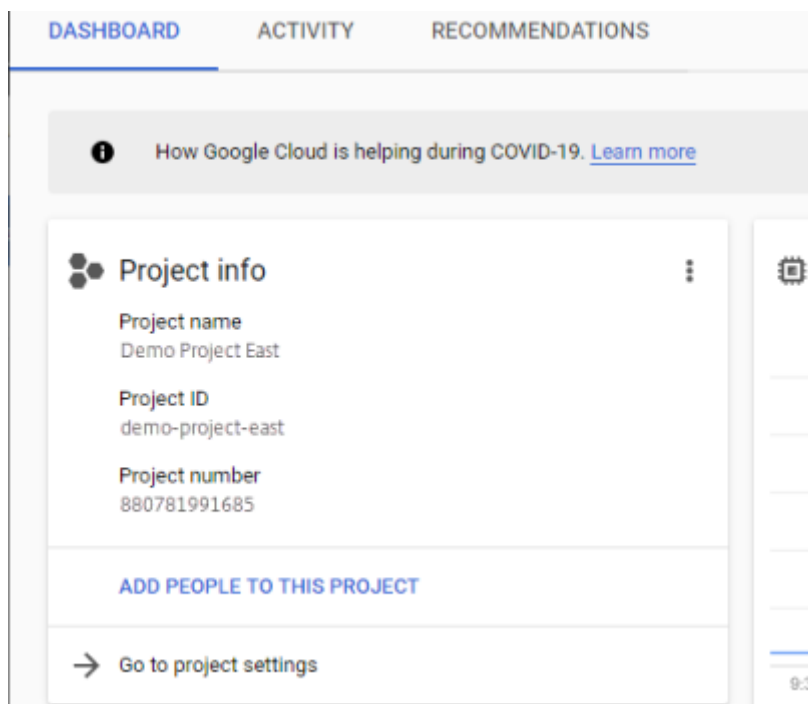 DASHBOARD ACTIVITY RECOMMENDATIONS
How Google Cloud is helping during COVID-19. Learn more
Project info
Project name
Demo Project East
Project ID
demo-project-east
Project number
880781991685
ADD PEOPLE TO THIS PROJECT
Go to project settings